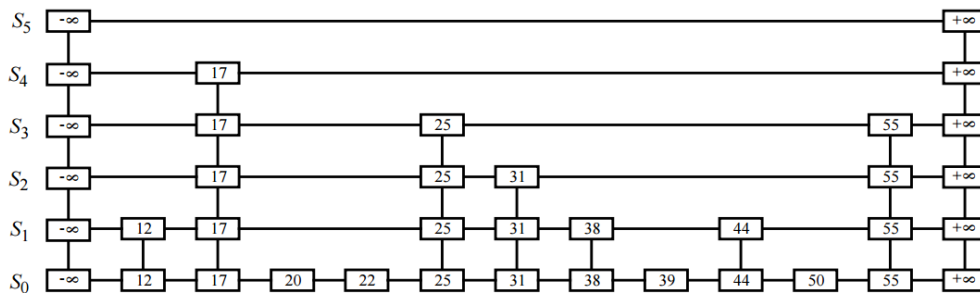 S5 -∞ +∞
S4 -∞ 17 +∞
S3 -∞ 17 25 55 +∞
S2 -∞ 17 25 31 55 +∞
S1 -∞ 12 17 25 31 38 44 55 +∞
S0 -∞ 12 17 20 22 25 31 38 39 44 50 55 +∞